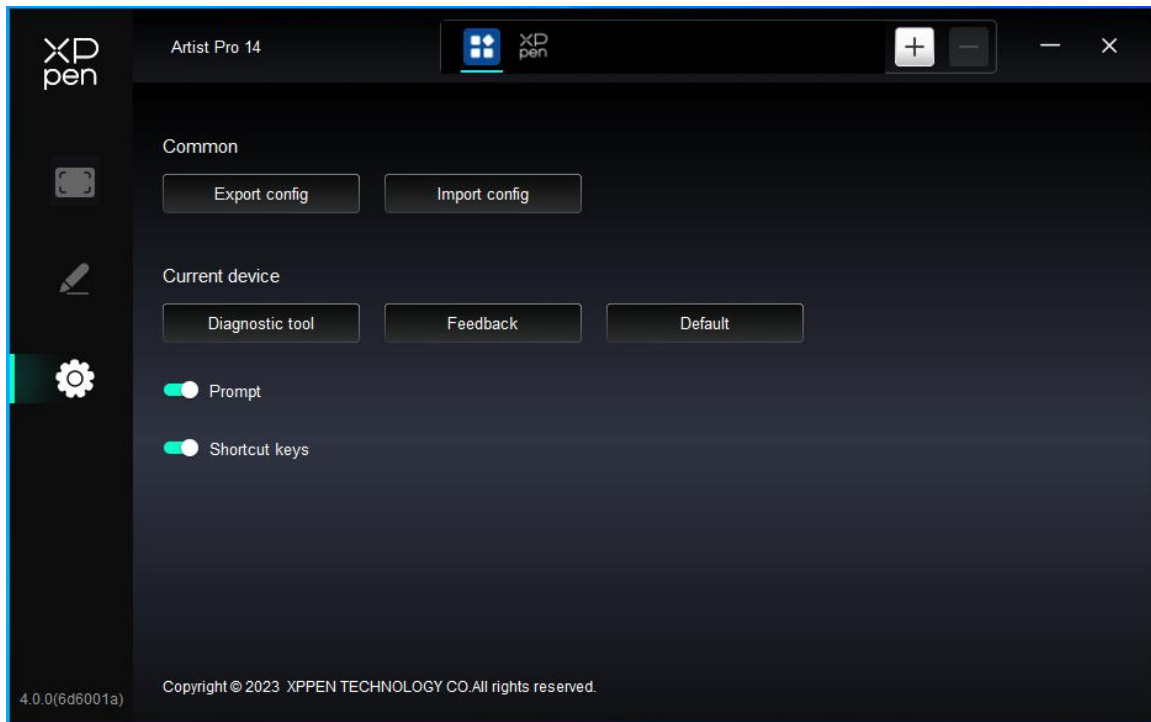 XP
pen
Artist Pro 14
XP
pen
Common
Export config
Import config
Current device
Diagnostic tool
Feedback
Default
Prompt
Shortcut keys
4.0.0(6d6001a)
Copyright © 2023 XPPEN TECHNOLOGY CO.All rights reserved.